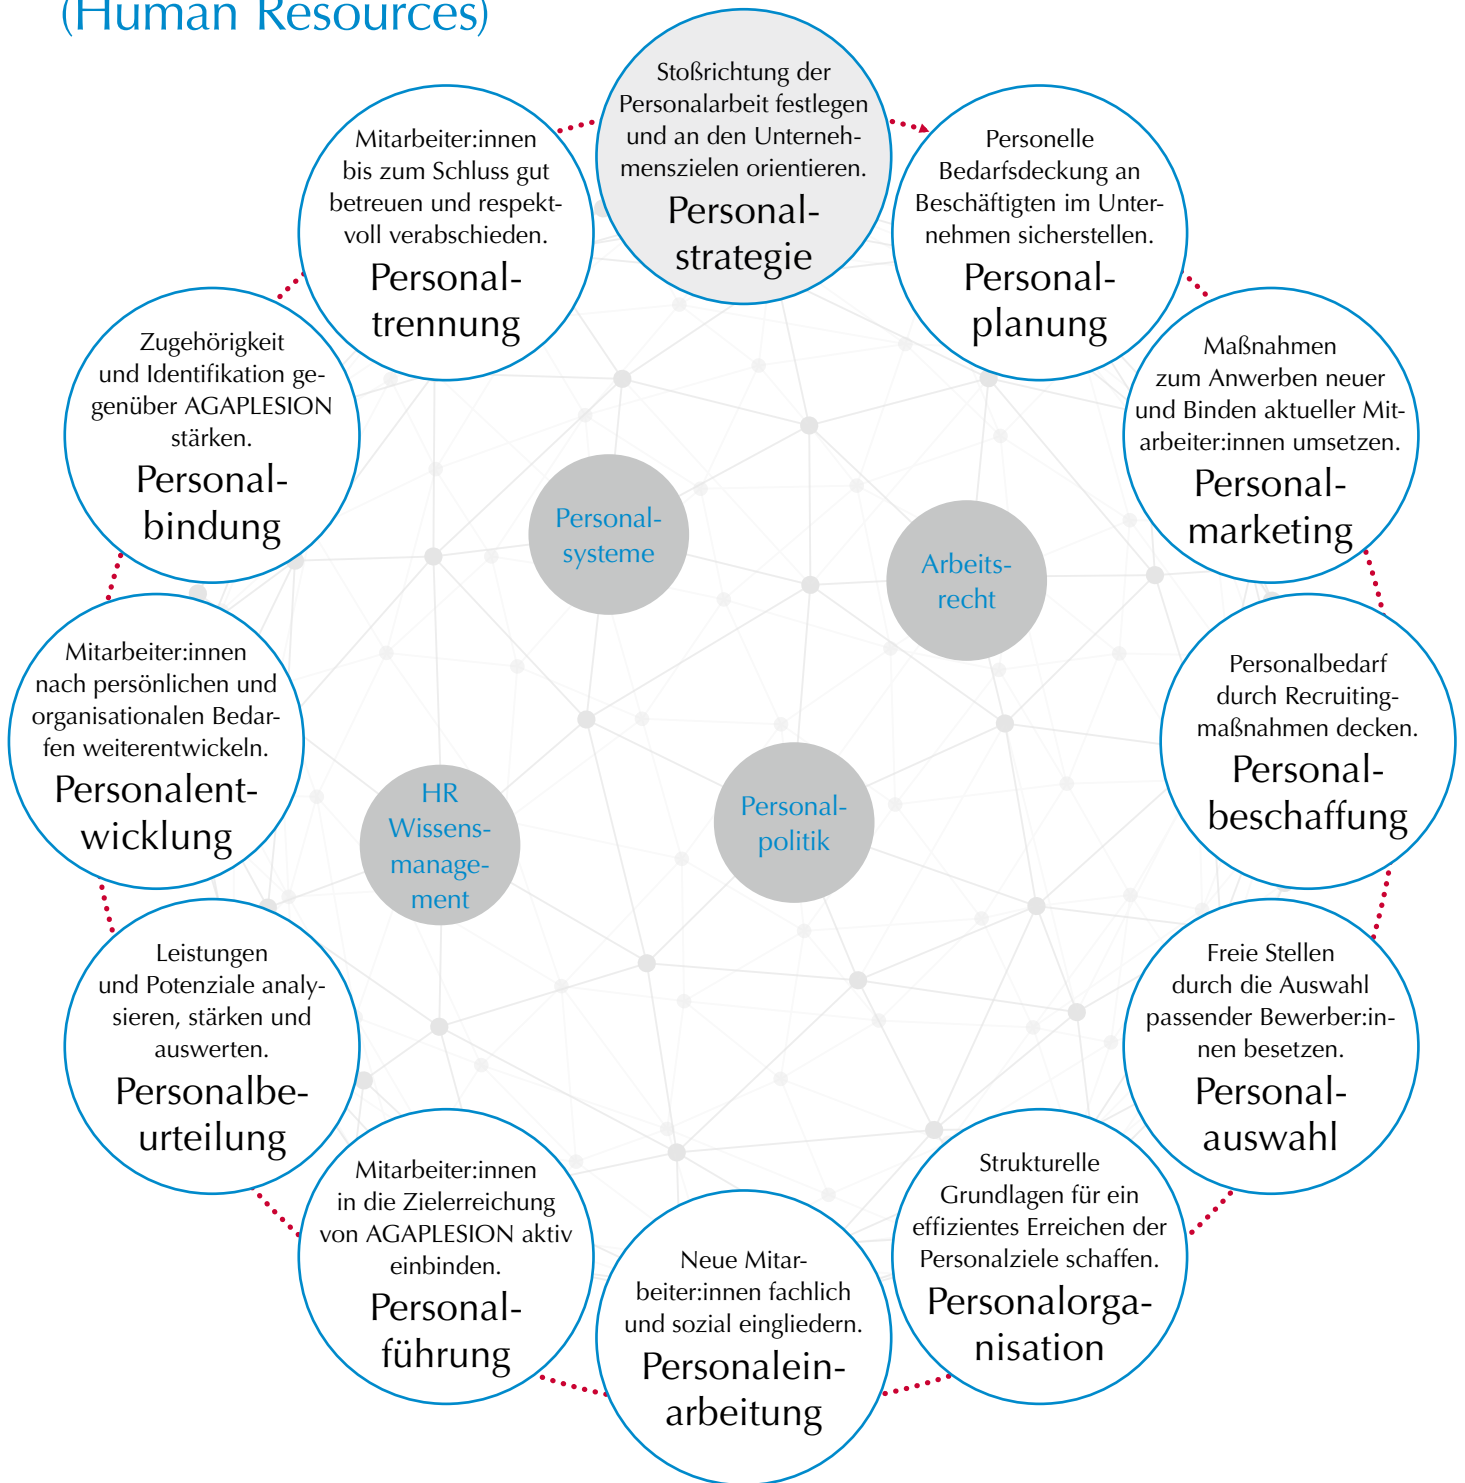 (Human Resources)
Stoßrichtung der
Personalarbeit festlegen
und an den Unterneh-
menszielen orientieren.
Personal-
strategie
Personelle
Bedarfsdeckung an
Beschäftigten im Unter-
nehmen sicherstellen.
Personal-
planung
Maßnahmen
zum Anwerben neuer
und Binden aktueller Mit-
arbeiter:innen umsetzen.
Personal-
marketing
Personalbedarf
durch Recruiting-
maßnahmen decken.
Personal-
beschaffung
Freie Stellen
durch die Auswahl
passender Bewerber:in-
nen besetzen.
Personal-
auswahl
Strukturelle
Grundlagen für ein
effizientes Erreichen der
Personalziele schaffen.
Personalorga-
nisation
Neue Mitar-
beiter:innen fachlich
und sozial eingliedern.
Personalein-
arbeitung
Mitarbeiter:innen
in die Zielerreichung
von AGAPLESION aktiv
einbinden.
Personal-
führung
Leistungen
und Potenziale analy-
sieren, stärken und
auswerten.
Personalbe-
urteilung
Mitarbeiter:innen
nach persönlichen und
organisationalen Bedar-
fen weiterentwickeln.
Personalent-
wicklung
Zugehörigkeit
und Identifikation ge-
genüber AGAPLESION
stärken.
Personal-
bindung
Mitarbeiter:innen
bis zum Schluss gut
betreuen und respekt-
voll verabschieden.
Personal-
trennung
Personal-
systeme
Arbeits-
recht
HR
Wissens-
manage-
ment
Personal-
politik